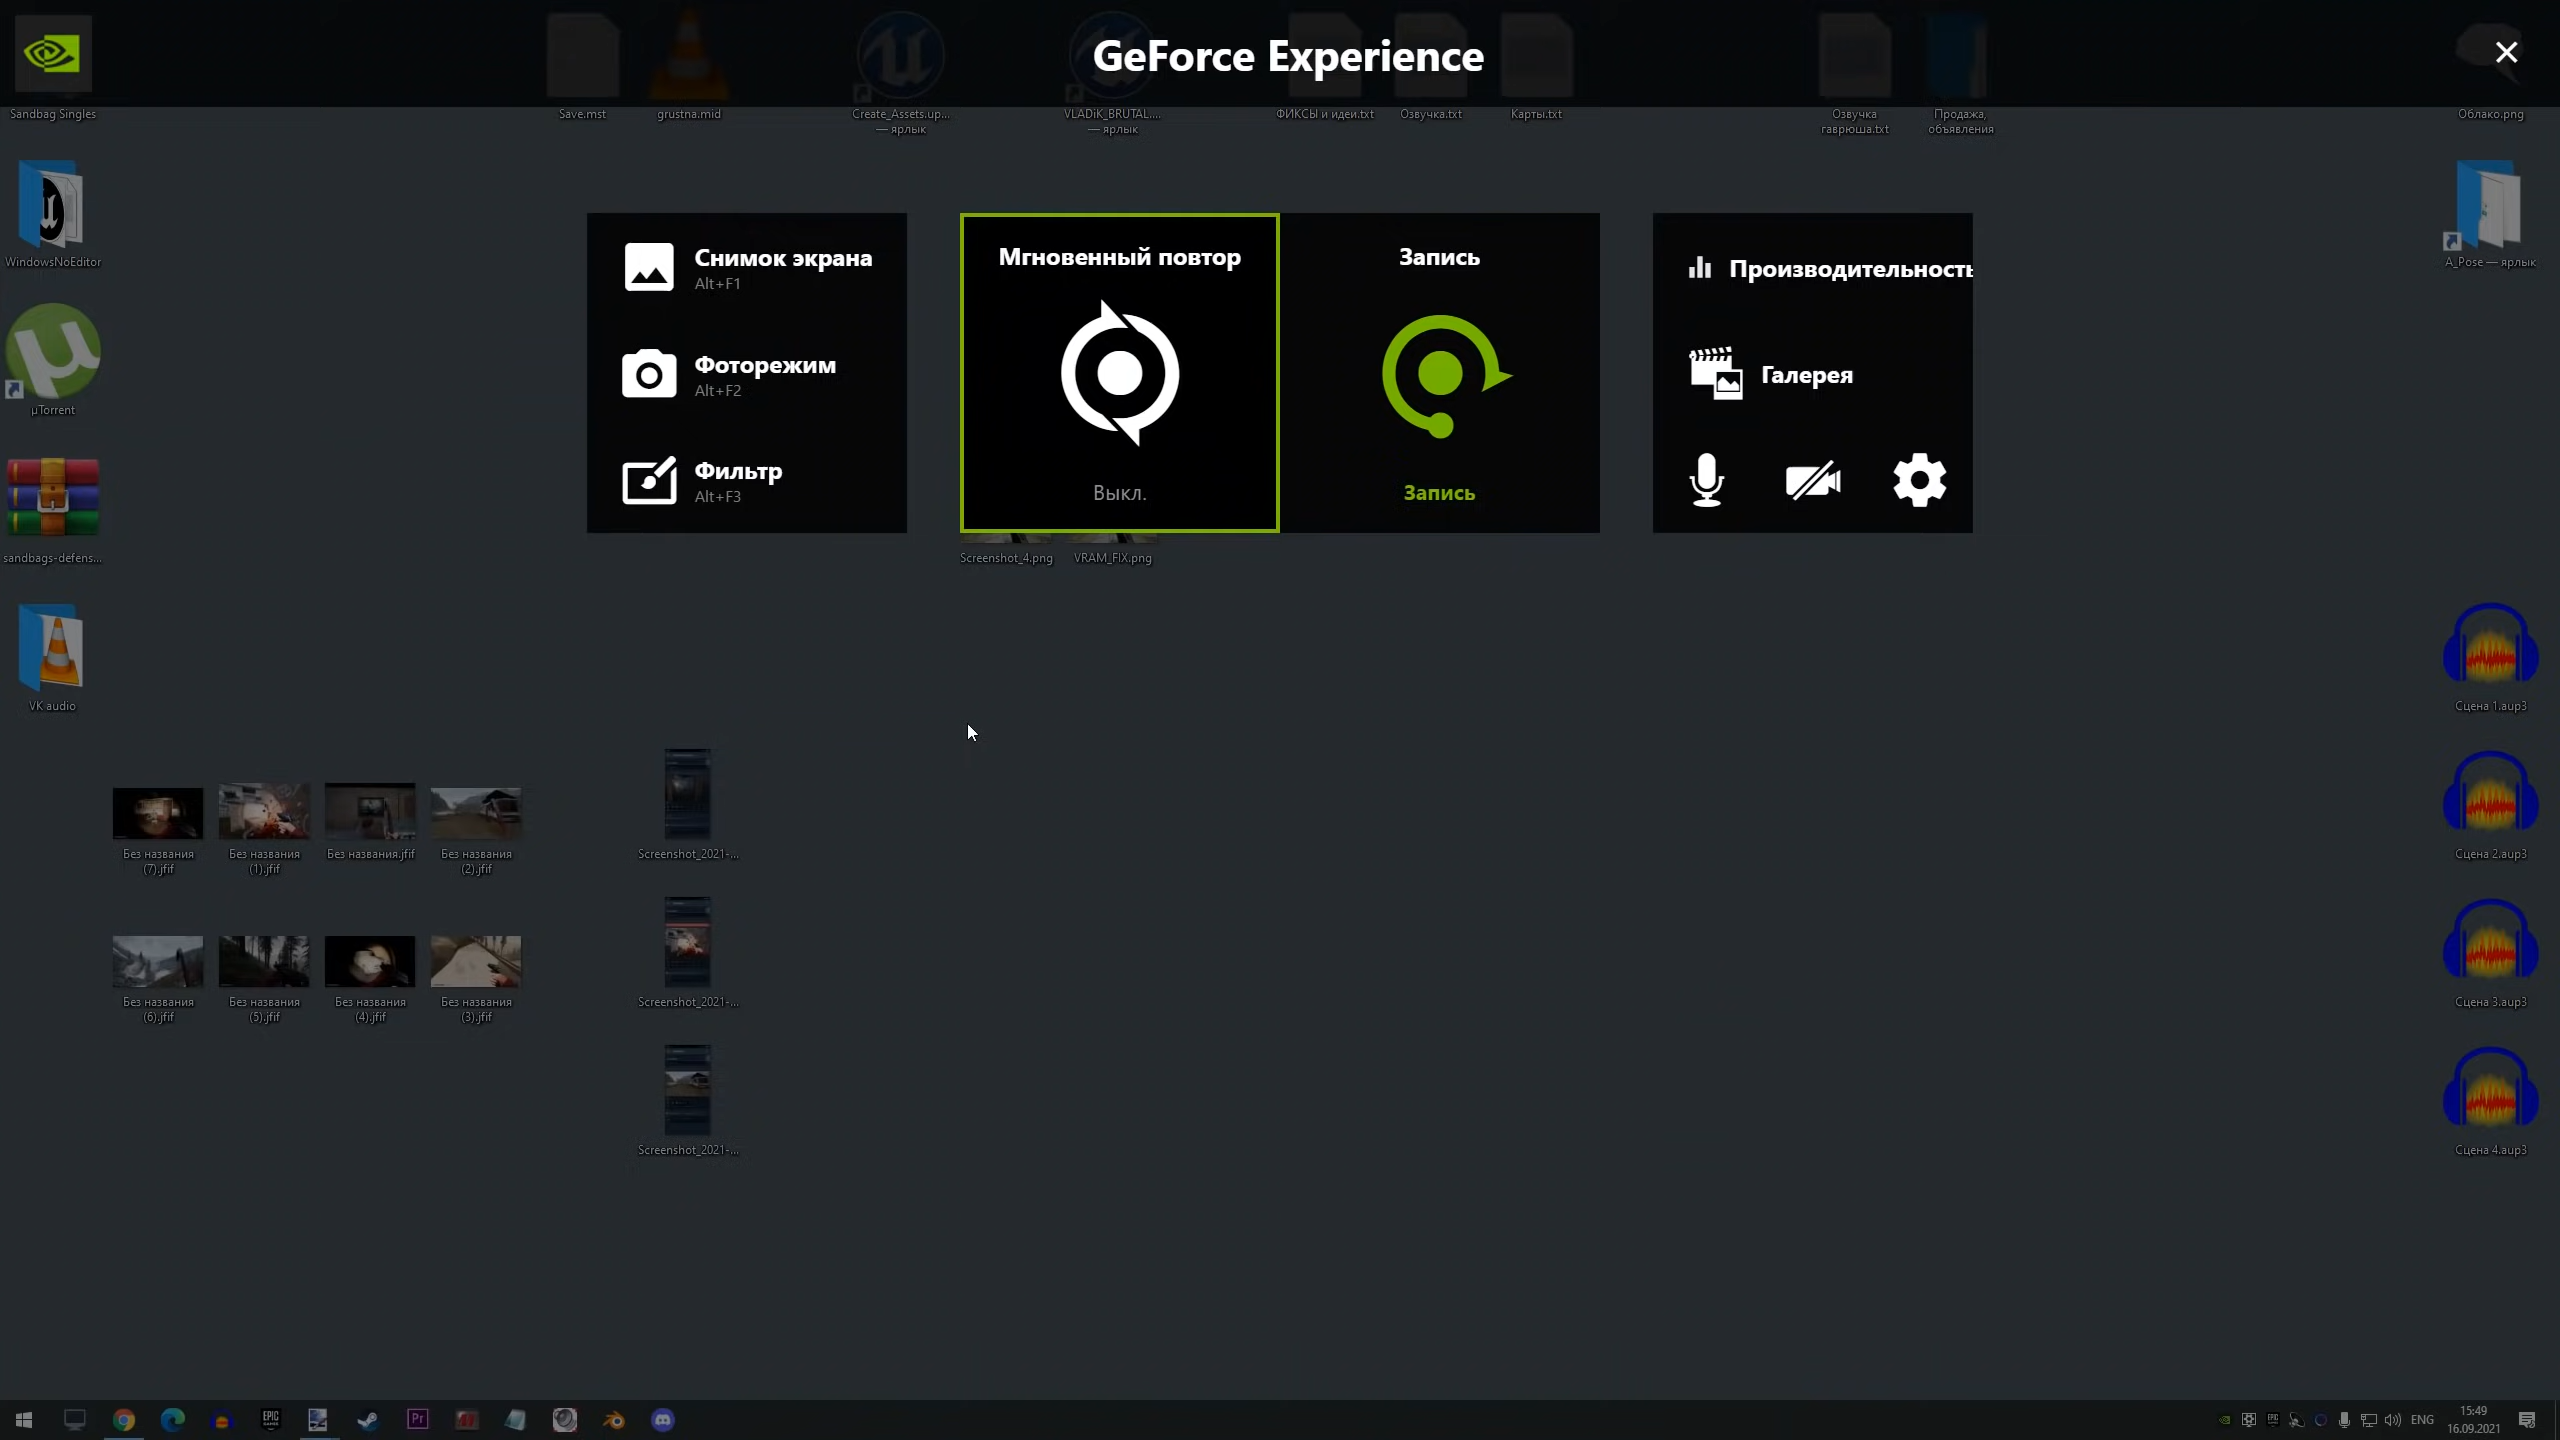 GeForce Experience
Sandbag Singles
Save.mst
grustna.mid
Create_Assets.up...
— ярлык
VLADiK_BRUTAL....
— ярлык
ФИКСЫ и идеи.txt
Озвучка.txt
Карты.txt
Озвучка
гаврюша.txt
Продажа,
объявления
Облако.png
WindowsNoEditor
A_Pose — ярлык
Снимок экрана
Alt+F1
Фоторежим
Alt+F2
Фильтр
Alt+F3
Мгновенный повтор
Выкл.
Запись
Запись
Производительность
Галерея
µTorrent
sandbags-defens...
Screenshot_4.png
VRAM_FIX.png
VK audio
Сцена 1.aup3
Без названия
(7).jfif
Без названия
(1).jfif
Без названия.jfif
Без названия
(2).jfif
Screenshot_2021-...
Сцена 2.aup3
Без названия
(6).jfif
Без названия
(5).jfif
Без названия
(4).jfif
Без названия
(3).jfif
Screenshot_2021-...
Сцена 3.aup3
Screenshot_2021-...
Сцена 4.aup3
EPIC
GAMES
Pr
ENG
15:49
16.09.2021